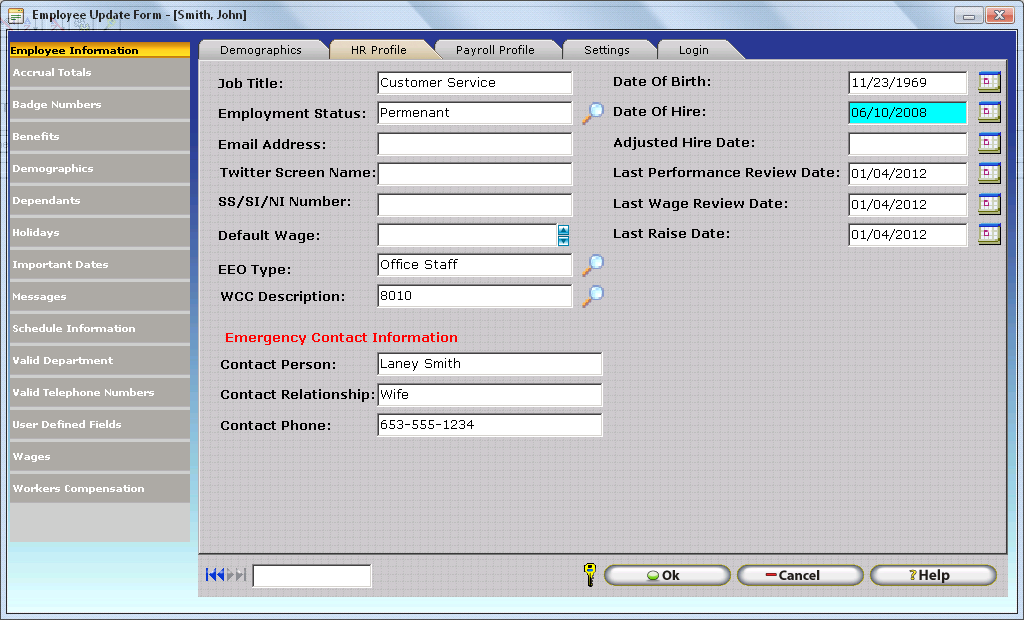 Employee Update Form - [Smith, John]
Employee Information
Accrual Totals
Badge Numbers
Benefits
Demographics
Dependants
Holidays
Important Dates
Messages
Schedule Information
Valid Department
Valid Telephone Numbers
User Defined Fields
Wages
Workers Compensation
Demographics HR Profile Payroll Profile Settings Login
Job Title: Customer Service
Employment Status: Permenant
Email Address:
Twitter Screen Name:
SS/SI/NI Number:
Default Wage:
EEO Type: Office Staff
WCC Description: 8010
Date Of Birth: 11/23/1969
Date Of Hire: 06/10/2008
Adjusted Hire Date:
Last Performance Review Date: 01/04/2012
Last Wage Review Date: 01/04/2012
Last Raise Date: 01/04/2012
Emergency Contact Information
Contact Person: Laney Smith
Contact Relationship: Wife
Contact Phone: 653-555-1234
Ok Cancel ?Help